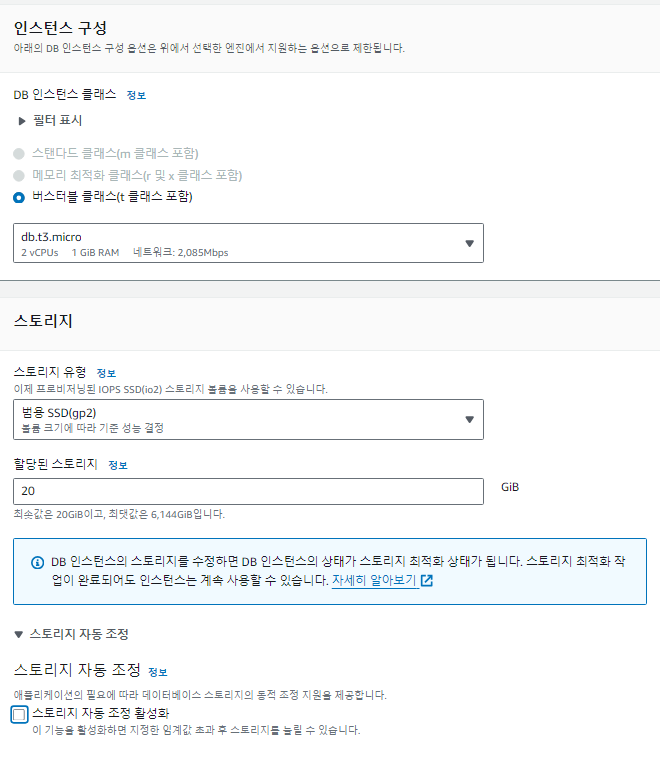 인스턴스 구성
아래의 DB 인스턴스 구성 옵션은 위에서 선택한 엔진에서 지원하는 옵션으로 제한됩니다.
DB 인스턴스 클래스 정보
필터 표시
스탠다드 클래스(m 클래스 포함)
메모리 최적화 클래스(r 및 x 클래스 포함)
버스터블 클래스(t 클래스 포함)
db.t3.micro
2 vCPUs 1 GiB RAM 네트워크: 2,085Mbps
스토리지
스토리지 유형 정보
이제 프로비저닝된 IOPS SSD(io2) 스토리지 볼륨을 사용할 수 있습니다.
범용 SSD(gp2)
볼륨 크기에 따라 기준 성능 결정
할당된 스토리지 정보
20 GiB
최솟값은 20GiB이고, 최댓값은 6,144GiB입니다.
DB 인스턴스의 스토리지를 수정하면 DB 인스턴스의 상태가 스토리지 최적화 상태가 됩니다. 스토리지 최적화 작
업이 완료되어도 인스턴스는 계속 사용할 수 있습니다. 자세히 알아보기
스토리지 자동 조정
스토리지 자동 조정 정보
애플리케이션의 필요에 따라 데이터베이스 스토리지의 동적 조정 지원을 제공합니다.
스토리지 자동 조정 활성화
이 기능을 활성화하면 지정한 임계값 초과 후 스토리지를 늘릴 수 있습니다.